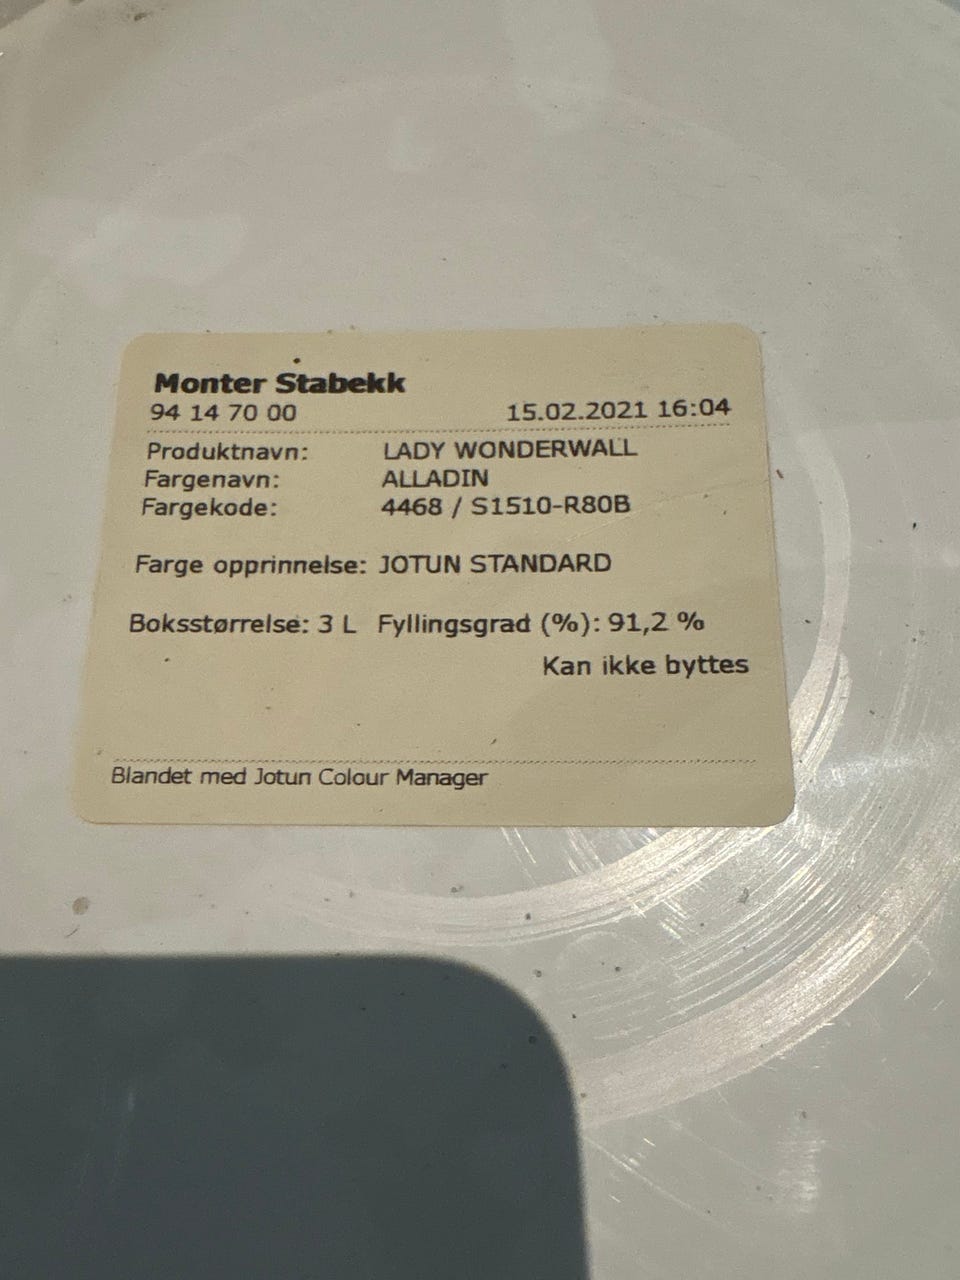 Monter Stabekk
94 14 70 00 15.02.2021 16:04
Produktnavn: LADY WONDERWALL
Fargenavn: ALLADIN
Fargekode: 4468 / S1510-R80B
Farge opprinnelse: JOTUN STANDARD
Boksstørrelse: 3 L Fyllingsgrad (%): 91,2 %
Kan ikke byttes
Blandet med Jotun Colour Manager